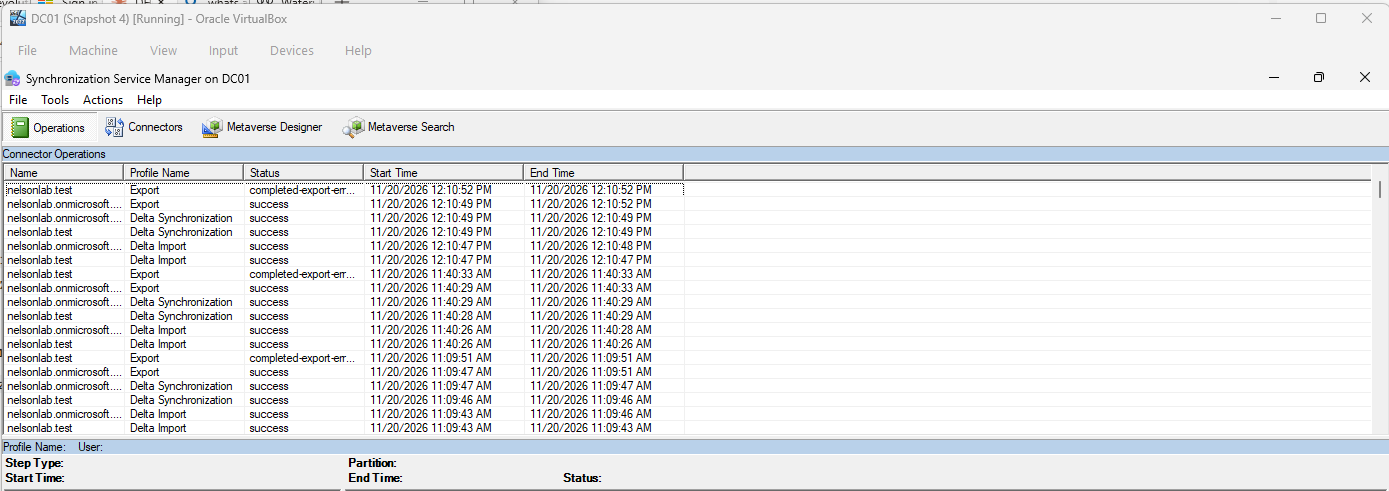 DC01 (Snapshot 4) [Running] - Oracle VirtualBox
File Machine View Input Devices Help
Synchronization Service Manager on DC01
File Tools Actions Help
Operations Connectors Metaverse Designer Metaverse Search
Connector Operations
Name Profile Name Status Start Time End Time
nelsonlab.test Export completed-export-err... 11/20/2026 12:10:52 PM 11/20/2026 12:10:52 PM
nelsonlab.onmicrosoft.... Export success 11/20/2026 12:10:49 PM 11/20/2026 12:10:52 PM
nelsonlab.onmicrosoft.... Delta Synchronization success 11/20/2026 12:10:49 PM 11/20/2026 12:10:49 PM
nelsonlab.test Delta Synchronization success 11/20/2026 12:10:49 PM 11/20/2026 12:10:49 PM
nelsonlab.onmicrosoft.... Delta Import success 11/20/2026 12:10:47 PM 11/20/2026 12:10:48 PM
nelsonlab.test Delta Import success 11/20/2026 12:10:47 PM 11/20/2026 12:10:47 PM
nelsonlab.test Export completed-export-err... 11/20/2026 11:40:33 AM 11/20/2026 11:40:33 AM
nelsonlab.onmicrosoft.... Export success 11/20/2026 11:40:29 AM 11/20/2026 11:40:33 AM
nelsonlab.onmicrosoft.... Delta Synchronization success 11/20/2026 11:40:29 AM 11/20/2026 11:40:29 AM
nelsonlab.test Delta Synchronization success 11/20/2026 11:40:28 AM 11/20/2026 11:40:29 AM
nelsonlab.onmicrosoft.... Delta Import success 11/20/2026 11:40:26 AM 11/20/2026 11:40:28 AM
nelsonlab.test Delta Import success 11/20/2026 11:40:26 AM 11/20/2026 11:40:26 AM
nelsonlab.test Export completed-export-err... 11/20/2026 11:09:51 AM 11/20/2026 11:09:51 AM
nelsonlab.onmicrosoft.... Export success 11/20/2026 11:09:47 AM 11/20/2026 11:09:51 AM
nelsonlab.onmicrosoft.... Delta Synchronization success 11/20/2026 11:09:47 AM 11/20/2026 11:09:47 AM
nelsonlab.test Delta Synchronization success 11/20/2026 11:09:46 AM 11/20/2026 11:09:46 AM
nelsonlab.onmicrosoft.... Delta Import success 11/20/2026 11:09:43 AM 11/20/2026 11:09:46 AM
nelsonlab.test Delta Import success 11/20/2026 11:09:43 AM 11/20/2026 11:09:43 AM
Profile Name: User:
Step Type: Partition:
Start Time: End Time: Status: